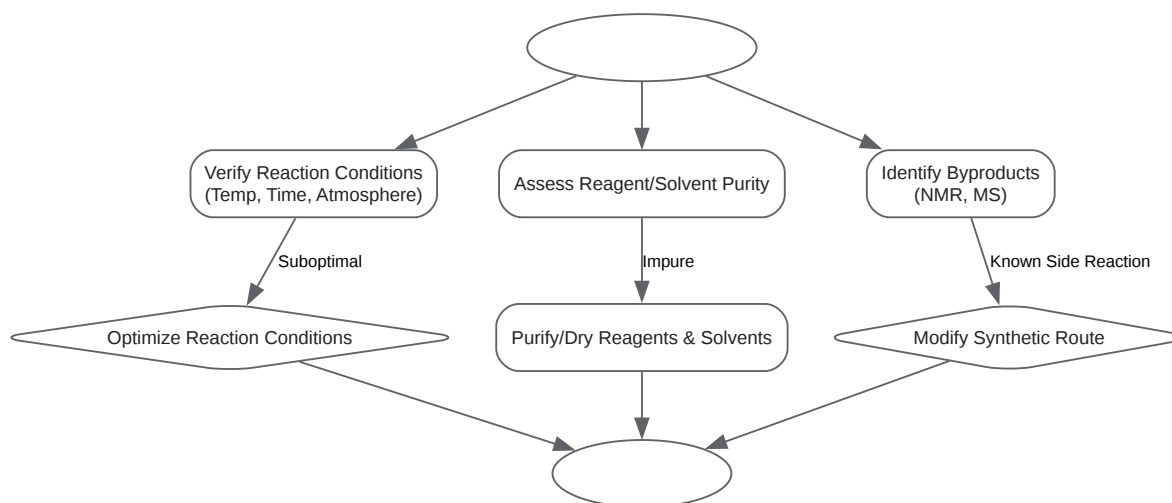 Verify Reaction Conditions
(Temp, Time, Atmosphere)
Assess Reagent/Solvent Purity
Identify Byproducts
(NMR, MS)
Suboptimal
Impure
Known Side Reaction
Optimize Reaction Conditions
Purify/Dry Reagents & Solvents
Modify Synthetic Route